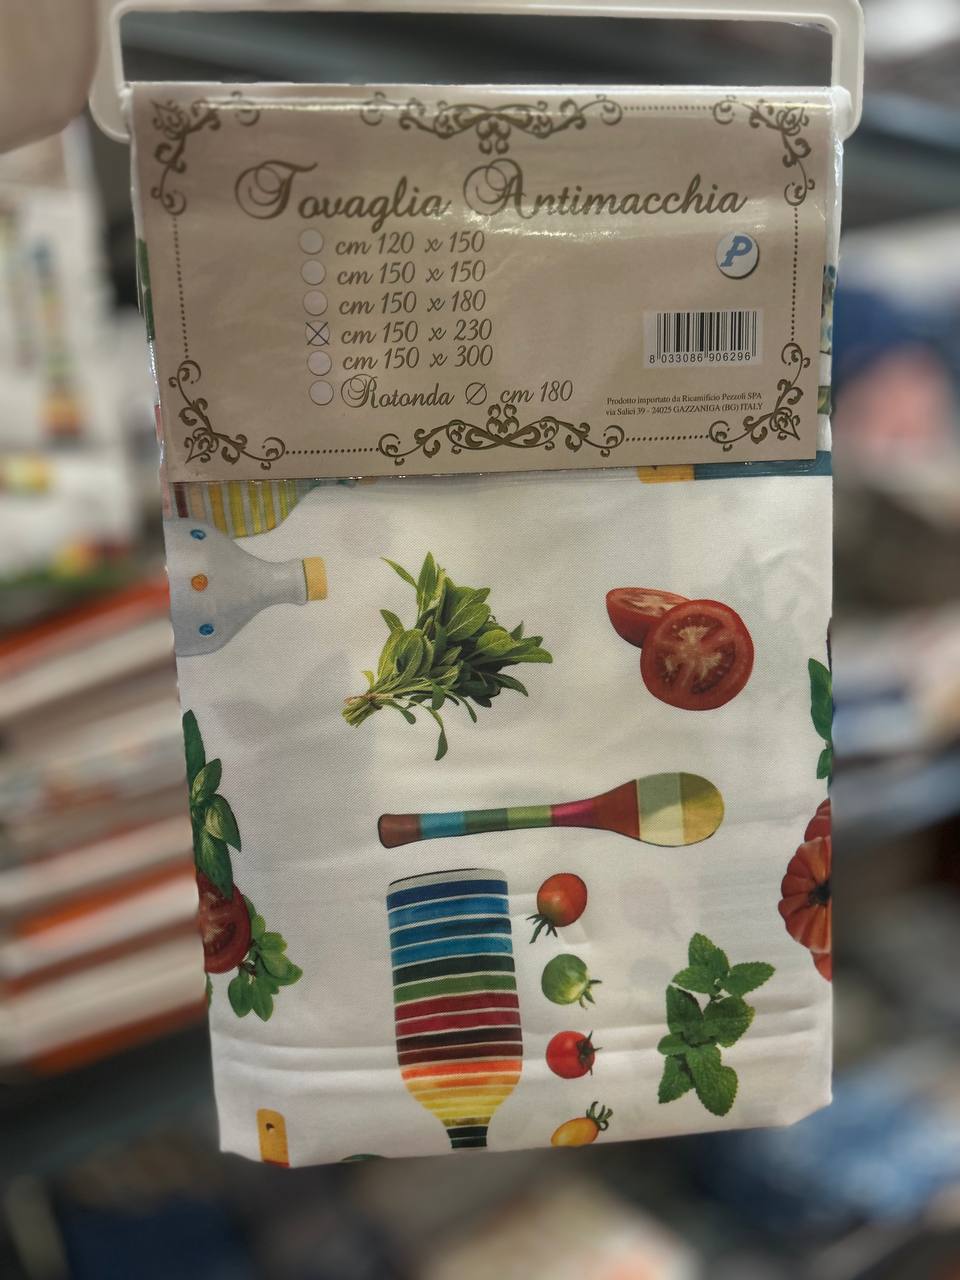 Tovaglia Antimacchia
cm 120 x 150
cm 150 x 150
cm 150 x 180
cm 150 x 230
cm 150 x 300
Rotonda Ø cm 180
P
8 033086 906296
Prodotto importato da Ricamificio Pezzoli SPA
via Salici 39 - 24025 GAZZANIGA (BG) ITALY